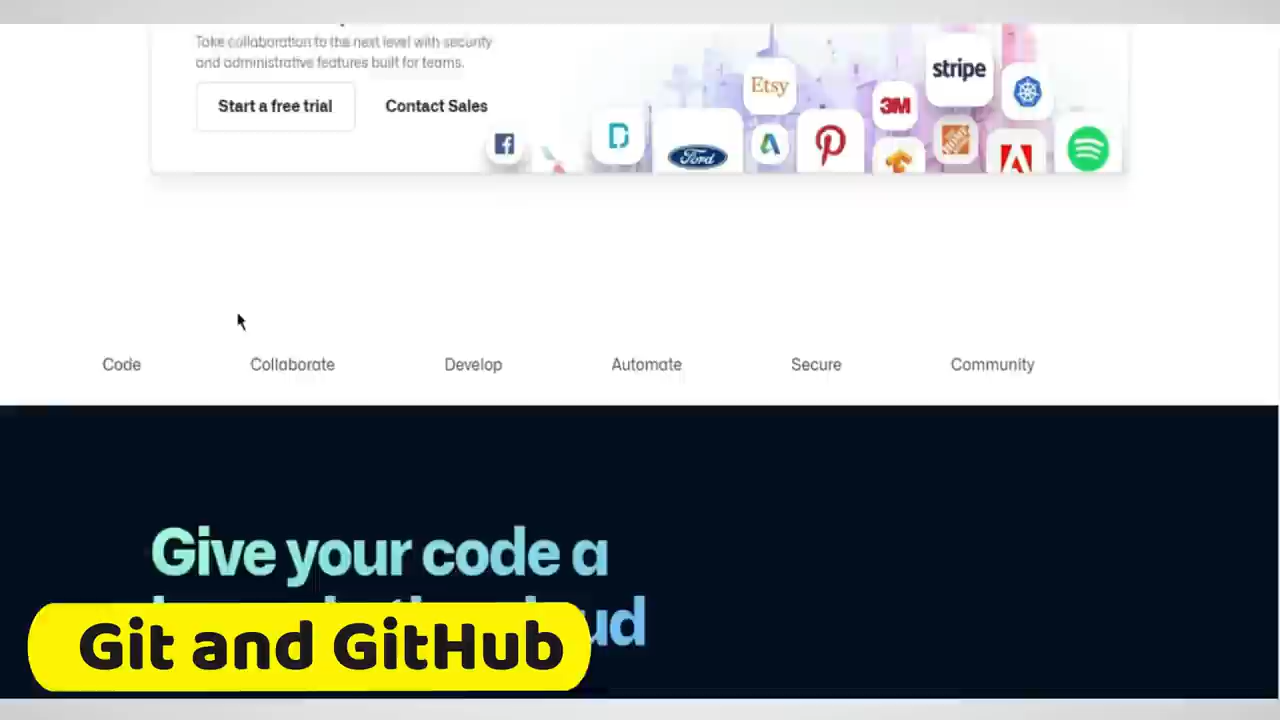 Take collaboration to the next level with security
and administrative features built for teams.
Start a free trial
Contact Sales
Etsy
stripe
3M
Ford
Code
Collaborate
Develop
Automate
Secure
Community
Give your code a
Git and GitHub